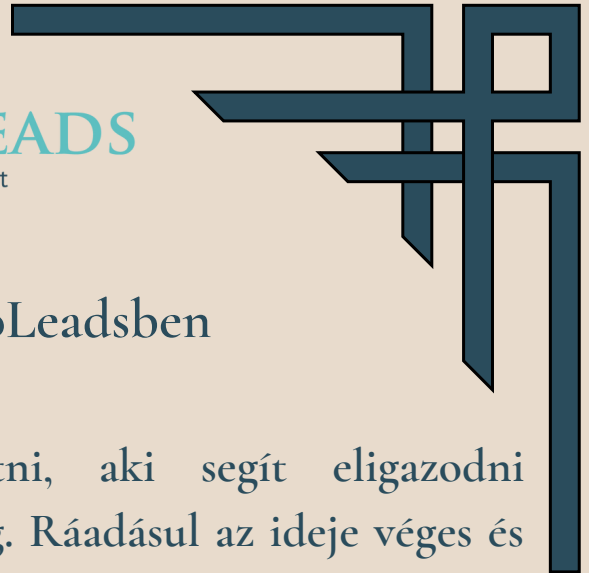 EADS
t
Leadsben
tni, aki segít eligazodni
g. Ráadásul az ideje véges és